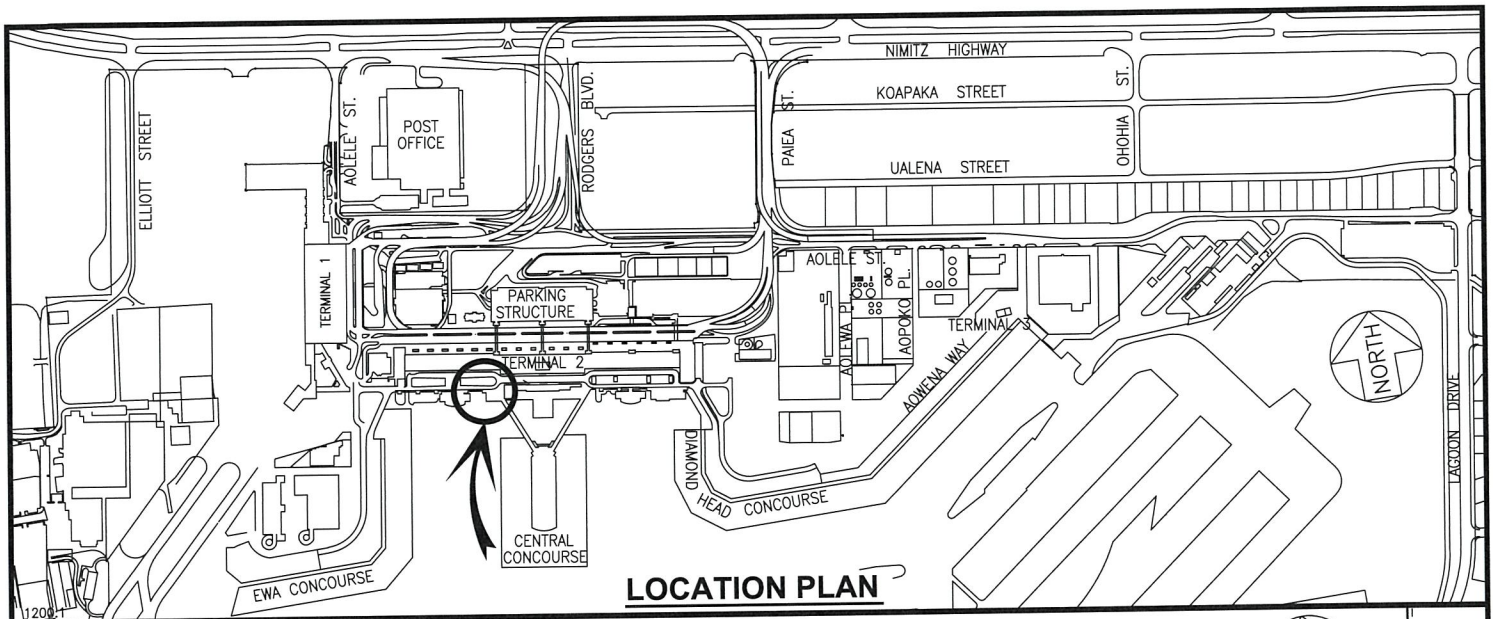 NIMITZ HIGHWAY
KOAPAKA STREET
UALENA STREET
ELLIOTT STREET
AOLELE ST.
POST
OFFICE
RODGERS BLVD.
PAIEA ST.
OHOHIA ST.
TERMINAL 1
PARKING
STRUCTURE
TERMINAL 2
AOLELE ST.
AOLEWA PL.
AOPOKO PL.
TERMINAL 3
AOWENA WAY
NORTH
LAGOON DRIVE
DIAMOND
HEAD CONCOURSE
CENTRAL
CONCOURSE
EWA CONCOURSE
LOCATION PLAN
1200:1